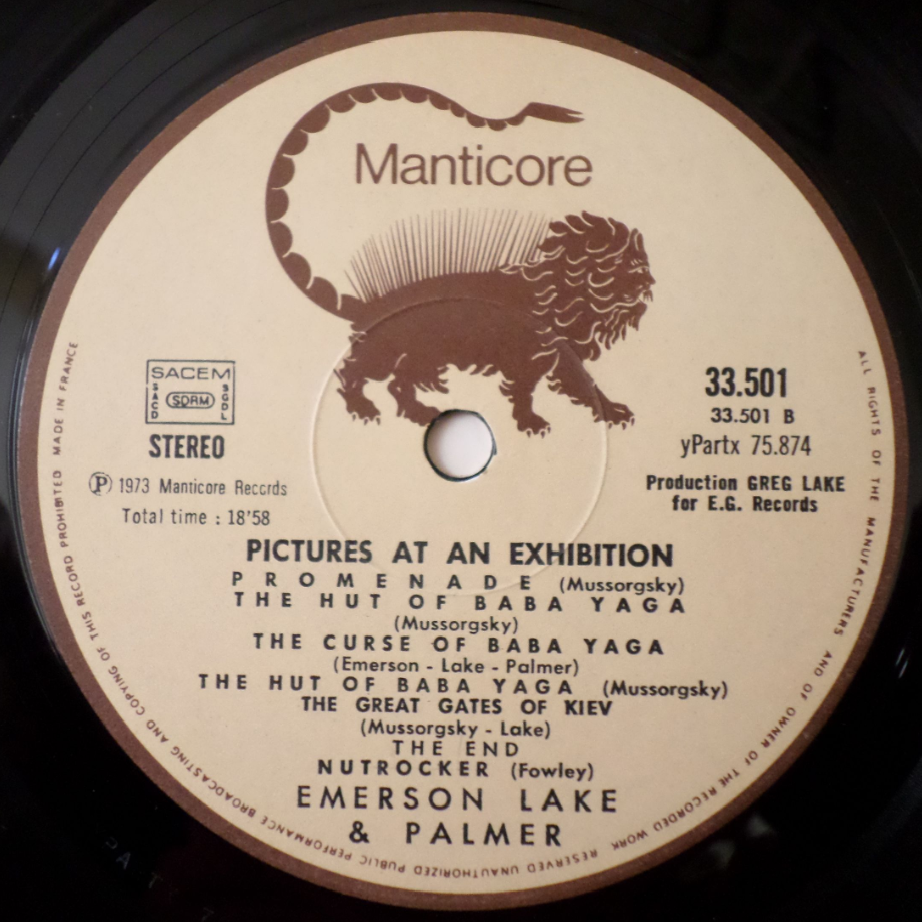 Manticore
SACEM
SACD
SDRM
SGDL
STEREO
℗ 1973 Manticore Records
Total time : 18'58
33.501
33.501 B
yPartx 75.874
Production GREG LAKE
for E.G. Records
PICTURES AT AN EXHIBITION
PROMENADE (Mussorgsky)
THE HUT OF BABA YAGA
(Mussorgsky)
THE CURSE OF BABA YAGA
(Emerson - Lake - Palmer)
THE HUT OF BABA YAGA (Mussorgsky)
THE GREAT GATES OF KIEV
(Mussorgsky - Lake)
THE END
NUTROCKER (Fowley)
EMERSON LAKE
& PALMER
ALL RIGHTS OF THE MANUFACTURERS AND OF OWNER OF THE RECORDED WORK RESERVED UNAUTHORIZED PUBLIC PERFORMANCE BROADCASTING AND COPYING OF THIS RECORD PROHIBITED MADE IN FRANCE